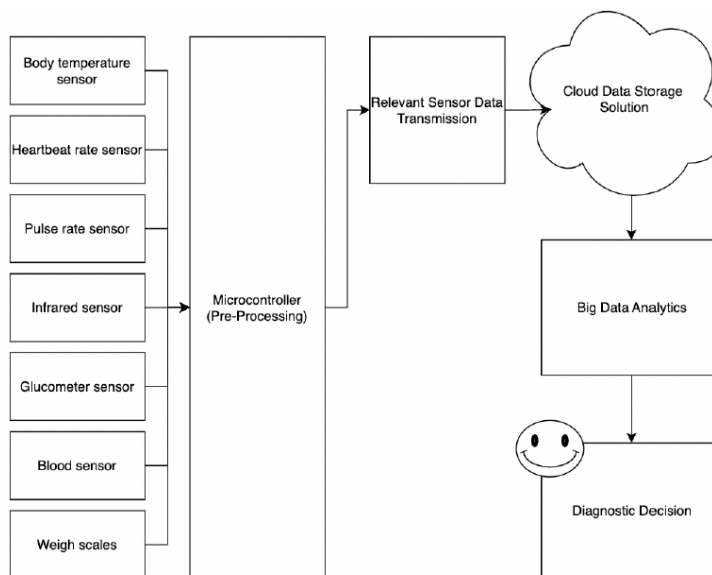 Body temperature
sensor
Heartbeat rate sensor
Pulse rate sensor
Infrared sensor
Glucometer sensor
Blood sensor
Weigh scales
Microcontroller
(Pre-Processing)
Relevant Sensor Data
Transmission
Cloud Data Storage
Solution
Big Data Analytics
Diagnostic Decision